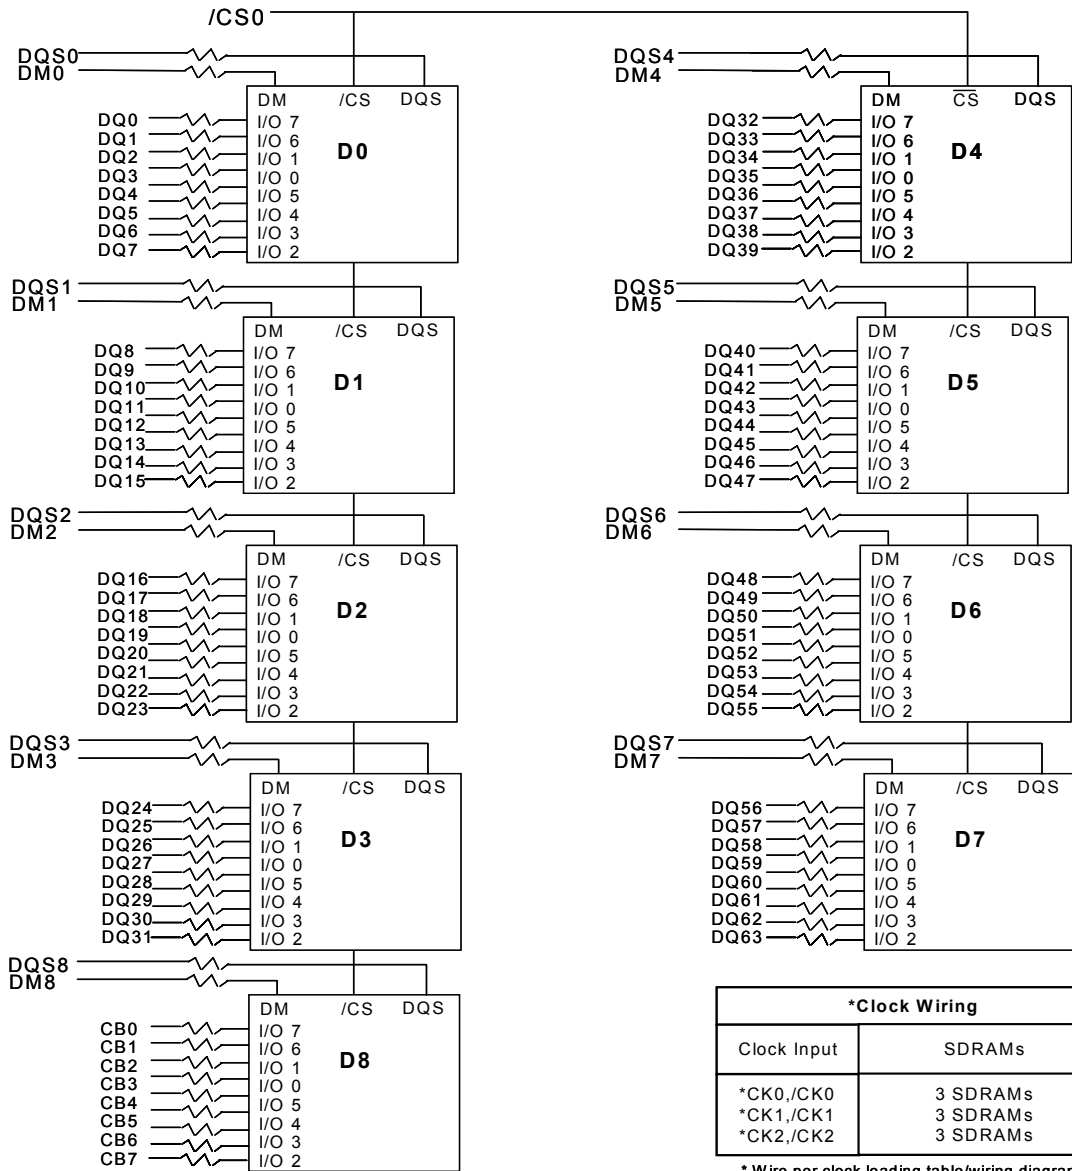 /CS0
DQS0
DM0
DM /CS DQS
D0
DQ0 I/O 7
DQ1 I/O 6
DQ2 I/O 1
DQ3 I/O 0
DQ4 I/O 5
DQ5 I/O 4
DQ6 I/O 3
DQ7 I/O 2
DQS1
DM1
DM /CS DQS
D1
DQ8 I/O 7
DQ9 I/O 6
DQ10 I/O 1
DQ11 I/O 0
DQ12 I/O 5
DQ13 I/O 4
DQ14 I/O 3
DQ15 I/O 2
DQS2
DM2
DM /CS DQS
D2
DQ16 I/O 7
DQ17 I/O 6
DQ18 I/O 1
DQ19 I/O 0
DQ20 I/O 5
DQ21 I/O 4
DQ22 I/O 3
DQ23 I/O 2
DQS3
DM3
DM /CS DQS
D3
DQ24 I/O 7
DQ25 I/O 6
DQ26 I/O 1
DQ27 I/O 0
DQ28 I/O 5
DQ29 I/O 4
DQ30 I/O 3
DQ31 I/O 2
DQS8
DM8
DM /CS DQS
D8
CB0 I/O 7
CB1 I/O 6
CB2 I/O 1
CB3 I/O 0
CB4 I/O 5
CB5 I/O 4
CB6 I/O 3
CB7 I/O 2
DQS4
DM4
DM CS DQS
D4
DQ32 I/O 7
DQ33 I/O 6
DQ34 I/O 1
DQ35 I/O 0
DQ36 I/O 5
DQ37 I/O 4
DQ38 I/O 3
DQ39 I/O 2
DQS5
DM5
DM /CS DQS
D5
DQ40 I/O 7
DQ41 I/O 6
DQ42 I/O 1
DQ43 I/O 0
DQ44 I/O 5
DQ45 I/O 4
DQ46 I/O 3
DQ47 I/O 2
DQS6
DM6
DM /CS DQS
D6
DQ48 I/O 7
DQ49 I/O 6
DQ50 I/O 1
DQ51 I/O 0
DQ52 I/O 5
DQ53 I/O 4
DQ54 I/O 3
DQ55 I/O 2
DQS7
DM7
DM /CS DQS
D7
DQ56 I/O 7
DQ57 I/O 6
DQ58 I/O 1
DQ59 I/O 0
DQ60 I/O 5
DQ61 I/O 4
DQ62 I/O 3
DQ63 I/O 2
*Clock Wiring
Clock Input SDRAMs
*CK0,/CK0 3 SDRAMs
*CK1,/CK1 3 SDRAMs
*CK2,/CK2 3 SDRAMs
* Wire per clock loading table/wiring